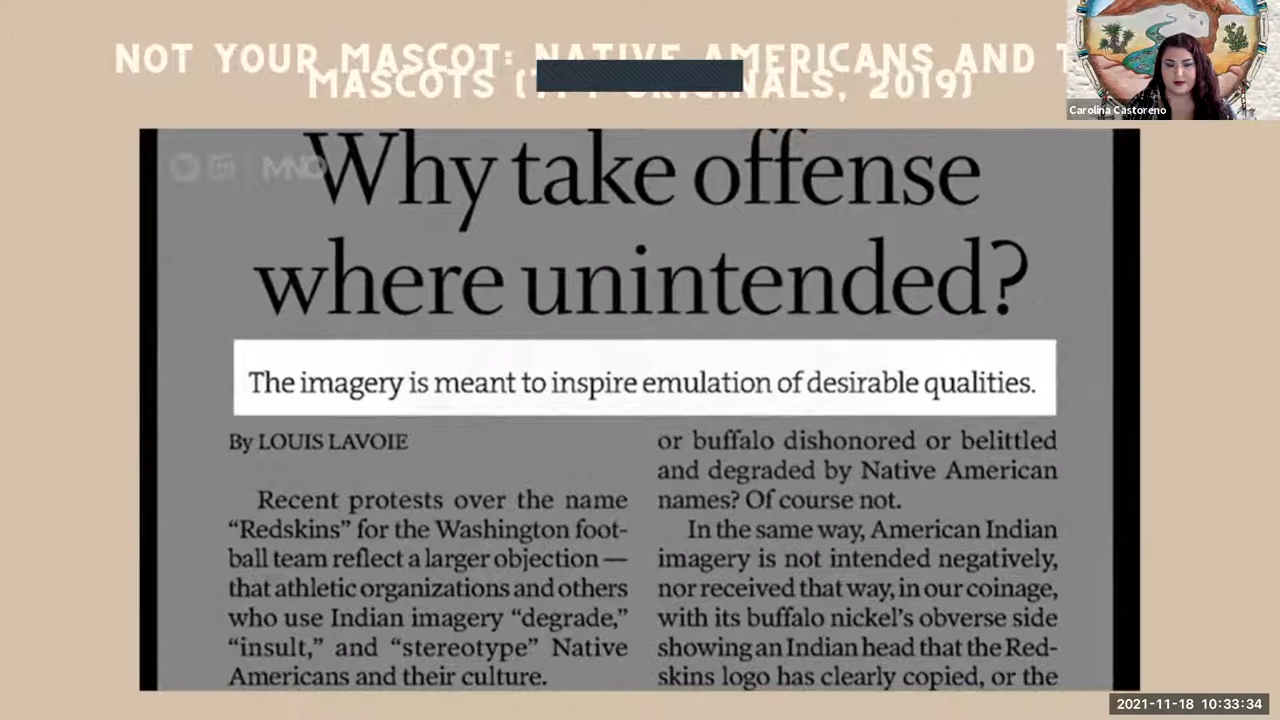 NOT YOUR MASCOT: NATIVE AMERICANS AND
MASCOTS ORIGINALS, 2019)
Carolina Castoreno
MNO
Why take offense
where unintended?
The imagery is meant to inspire emulation of desirable qualities.
By LOUIS LAVOIE
Recent protests over the name
“Redskins” for the Washington foot-
ball team reflect a larger objection —
that athletic organizations and others
who use Indian imagery “degrade,”
“insult,” and “stereotype” Native
Americans and their culture.
or buffalo dishonored or belittled
and degraded by Native American
names? Of course not.
In the same way, American Indian
imagery is not intended negatively,
nor received that way, in our coinage,
with its buffalo nickel’s obverse side
showing an Indian head that the Red-
skins logo has clearly copied, or the
2021-11-18 10:33:34